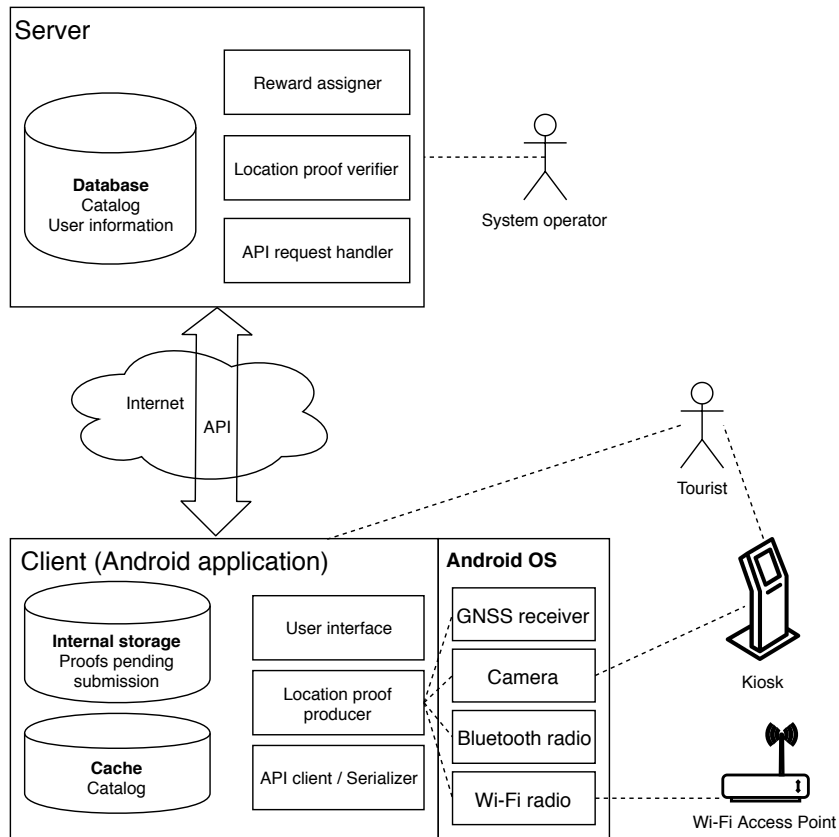 Server
Reward assigner
Database
Catalog
User information
Location proof verifier
API request handler
System operator
Internet
API
Tourist
Client (Android application)
Android OS
Internal storage
Proofs pending
submission
User interface
GNSS receiver
Location proof
producer
Camera
Kiosk
Cache
Catalog
API client / Serializer
Bluetooth radio
Wi-Fi radio
Wi-Fi Access Point